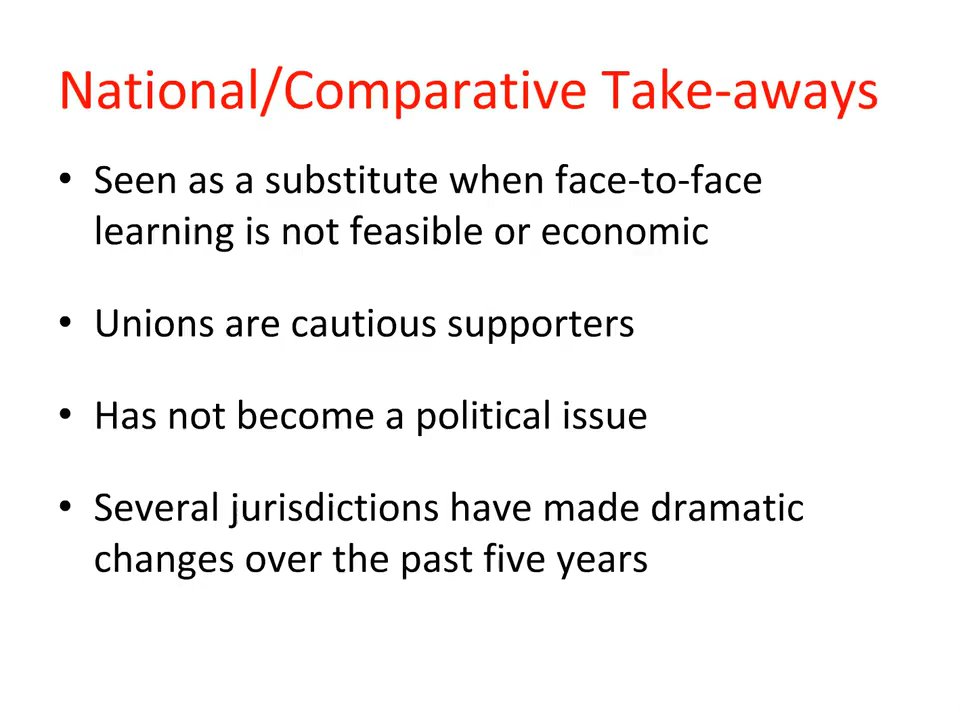 National/Comparative Take-aways
• Seen as a substitute when face-to-face
learning is not feasible or economic
• Unions are cautious supporters
• Has not become a political issue
• Several jurisdictions have made dramatic
changes over the past five years